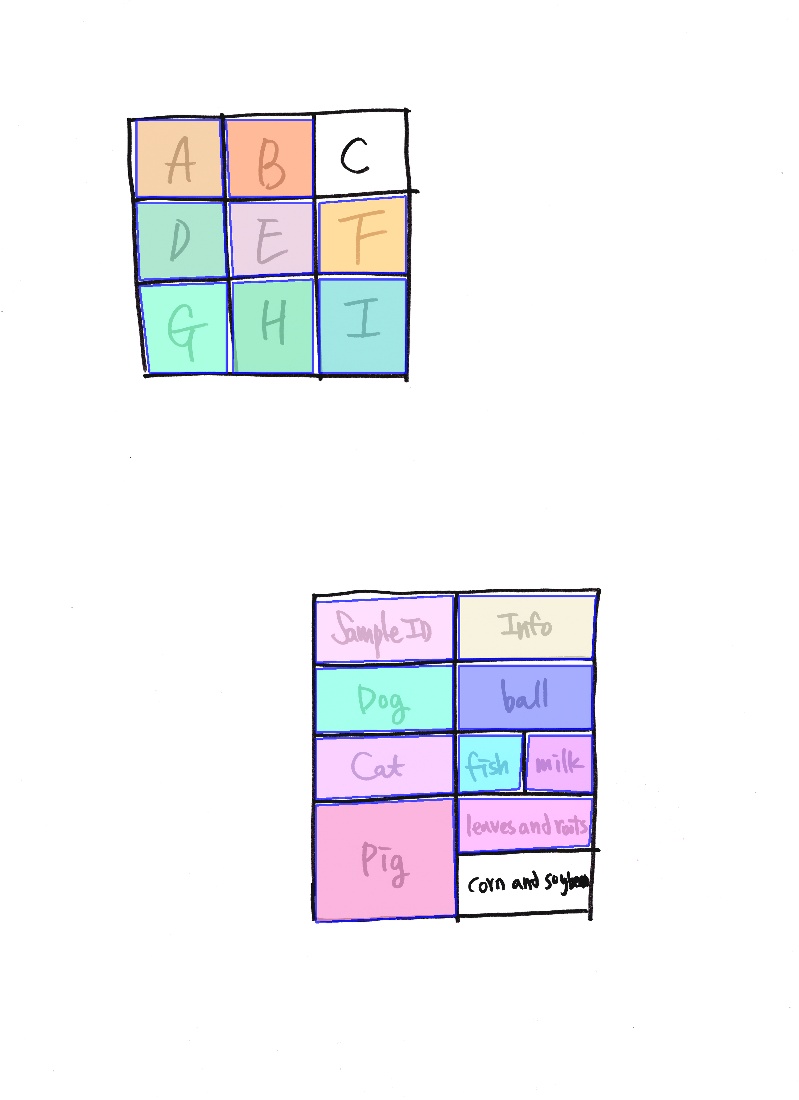 A B C
D E F
G H I
Sample ID Info
Dog ball
Cat fish milk
Pig leaves and roots
corn and soybean